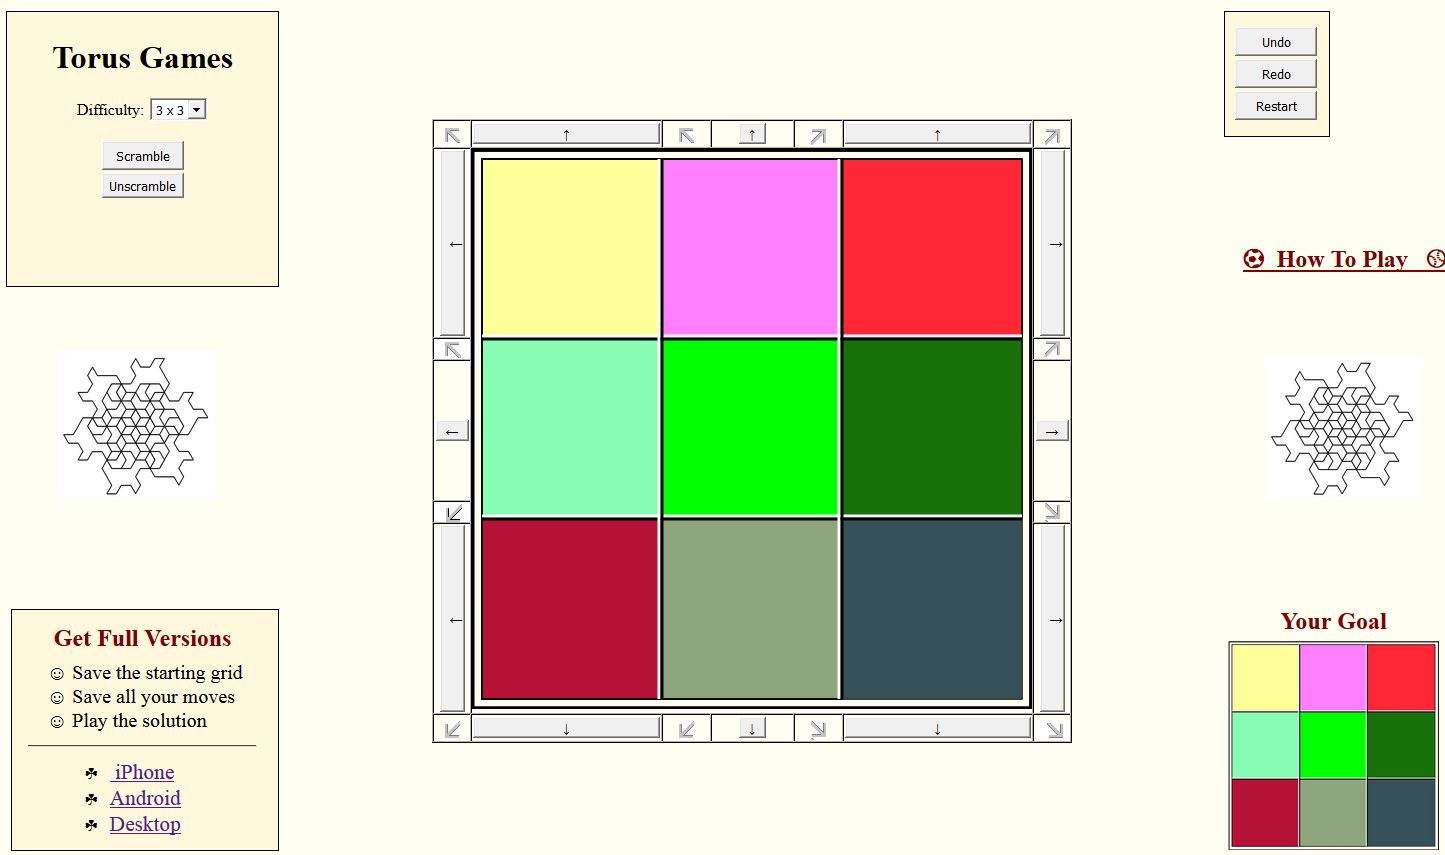 Torus Games
Difficulty: 3 x 3
Scramble
Unscramble
Undo
Redo
Restart
How To Play
Get Full Versions
☺ Save the starting grid
☺ Save all your moves
☺ Play the solution
☘ iPhone
☘ Android
☘ Desktop
Your Goal